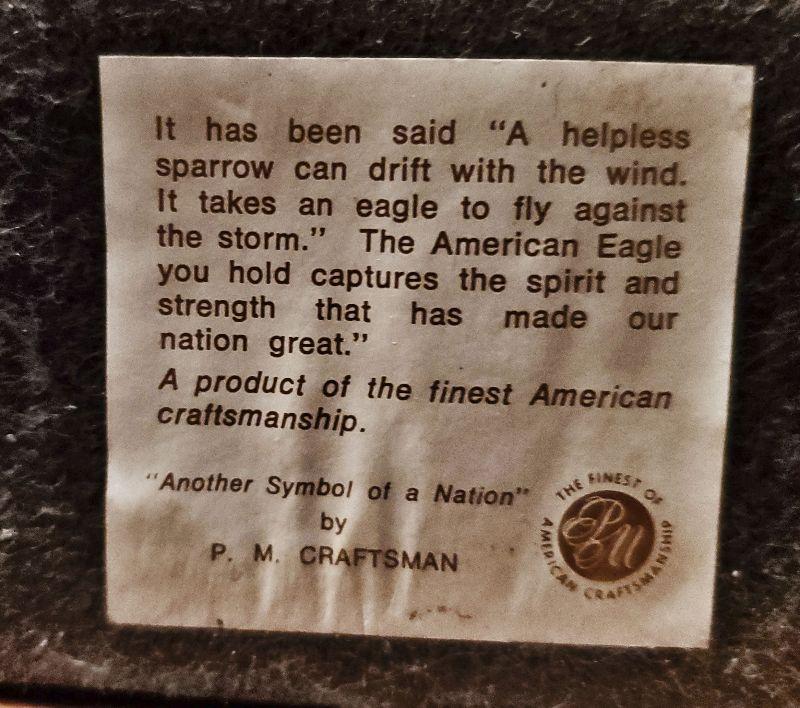 It has been said “A helpless
sparrow can drift with the wind.
It takes an eagle to fly against
the storm.” The American Eagle
you hold captures the spirit and
strength that has made our
nation great.”
A product of the finest American
craftsmanship.
“Another Symbol of a Nation”
by
P. M. CRAFTSMAN
THE FINEST OF
AMERICAN CRAFTSMANSHIP
PM